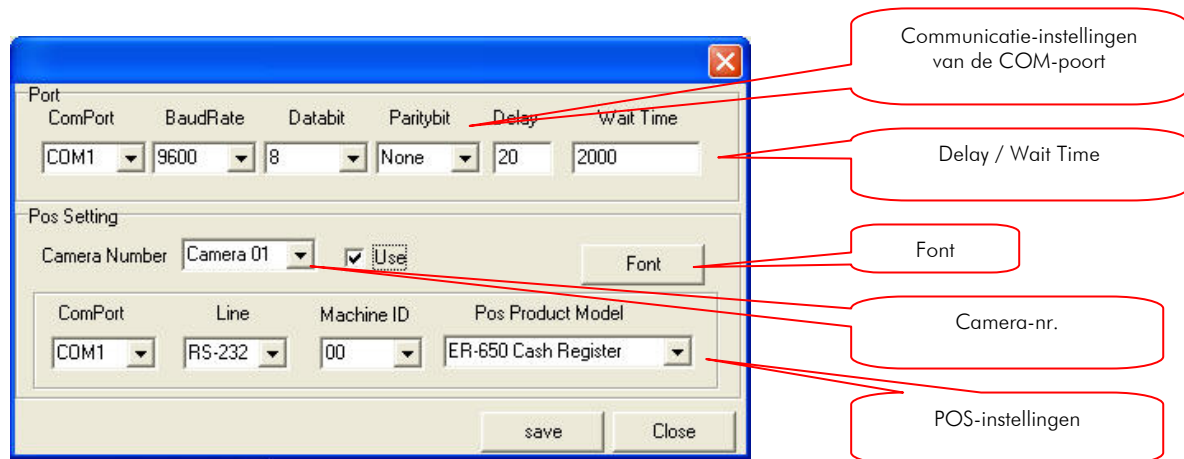 Communicatie-instellingen
van de COM-poort
Port
ComPort BaudRate Databit Paritybit Delay Wait Time
COM1 9600 8 None 20 2000
Delay / Wait Time
Pos Setting
Camera Number Camera 01 Use Font
Font
ComPort Line Machine ID Pos Product Model
COM1 RS-232 00 ER-650 Cash Register
Camera-nr.
POS-instellingen
save Close